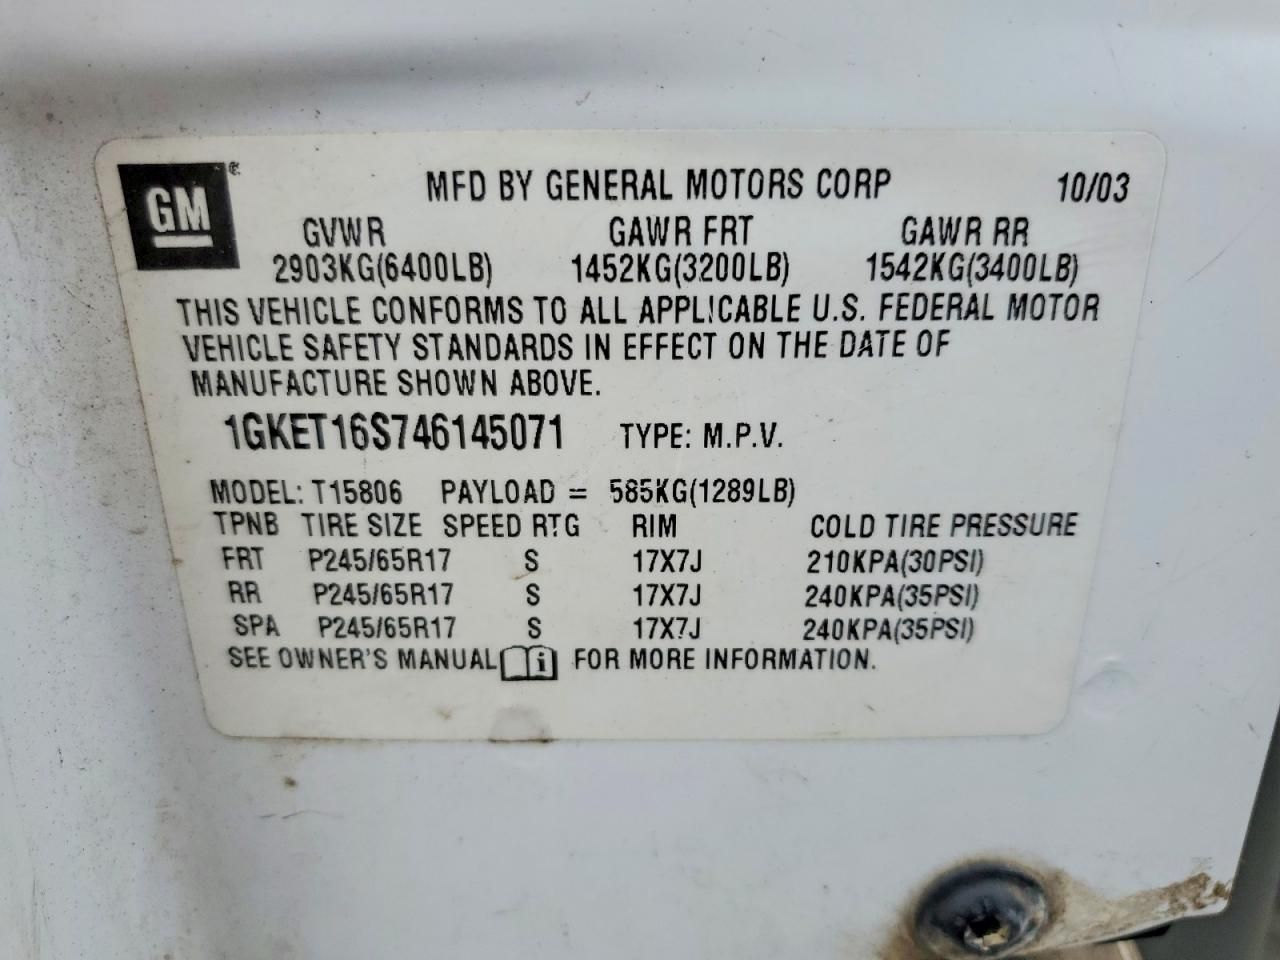 GM
MFD BY GENERAL MOTORS CORP 10/03
GVWR GAWR FRT GAWR RR
2903KG(6400LB) 1452KG(3200LB) 1542KG(3400LB)
THIS VEHICLE CONFORMS TO ALL APPLICABLE U.S. FEDERAL MOTOR
VEHICLE SAFETY STANDARDS IN EFFECT ON THE DATE OF
MANUFACTURE SHOWN ABOVE.
1GKET16S746145071 TYPE: M.P.V.
MODEL: T15806 PAYLOAD = 585KG(1289LB)
TPNB TIRE SIZE SPEED RTG RIM COLD TIRE PRESSURE
FRT P245/65R17 S 17X7J 210KPA(30PSI)
RR P245/65R17 S 17X7J 240KPA(35PSI)
SPA P245/65R17 S 17X7J 240KPA(35PSI)
SEE OWNER'S MANUAL i FOR MORE INFORMATION.